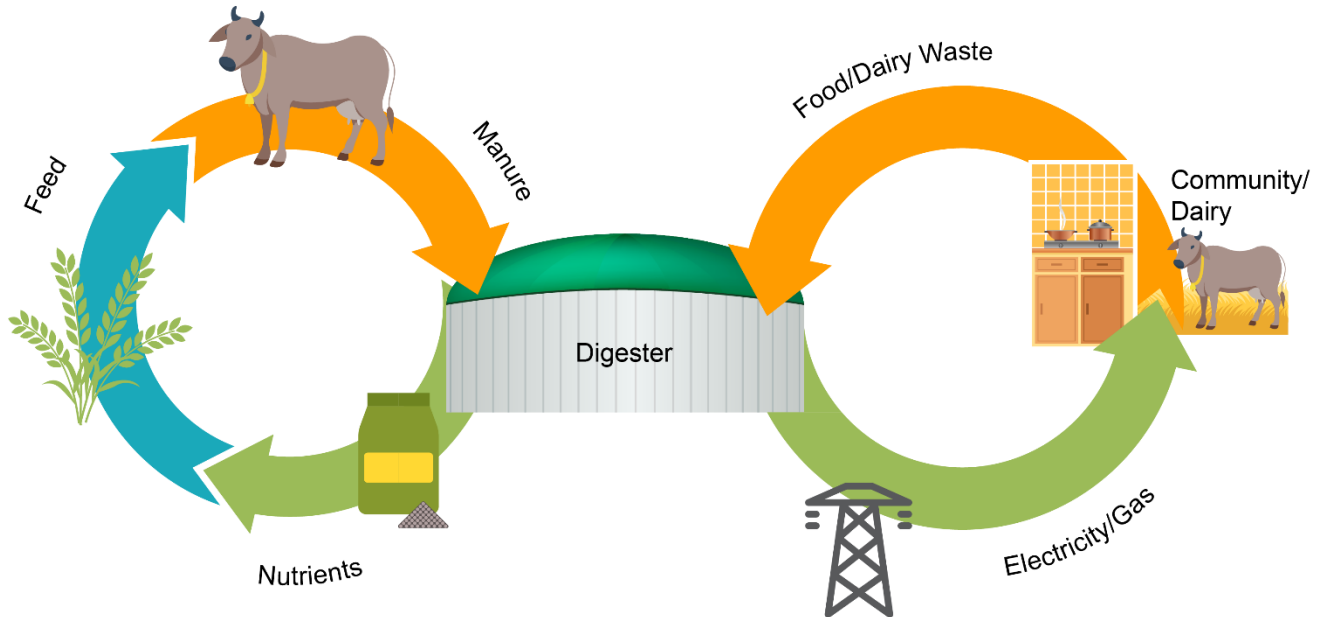 Food/Dairy Waste
Manure
Feed
Community/
Dairy
Digester
Nutrients
Electricity/Gas